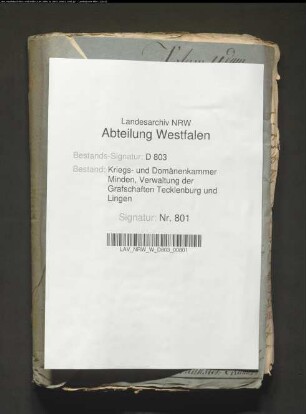 Landesarchiv NRW
Abteilung Westfalen
Bestands-Signatur: D 803
Bestand: Kriegs- und Domänenkammer
Minden, Verwaltung der
Grafschaften Tecklenburg und
Lingen
Signatur: Nr. 801